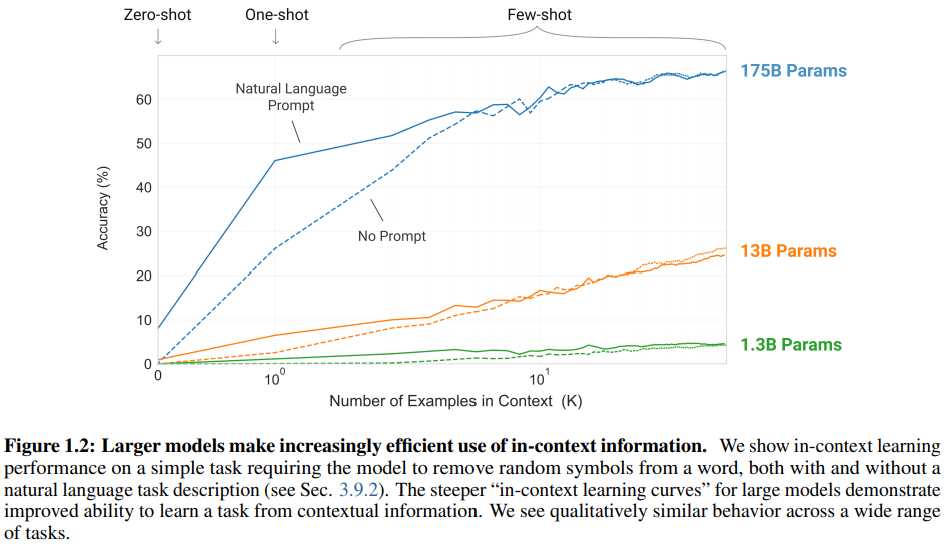 Zero-shot
One-shot
Few-shot
175B Params
60
Natural Language
Prompt
50
40
No Prompt
30
13B Params
20
10
1.3B Params
0
Accuracy (%)
0
10⁰
10¹
Number of Examples in Context (K)
Figure 1.2: Larger models make increasingly efficient use of in-context information. We show in-context learning
performance on a simple task requiring the model to remove random symbols from a word, both with and without a
natural language task description (see Sec. 3.9.2). The steeper “in-context learning curves” for large models demonstrate
improved ability to learn a task from contextual information. We see qualitatively similar behavior across a wide range
of tasks.